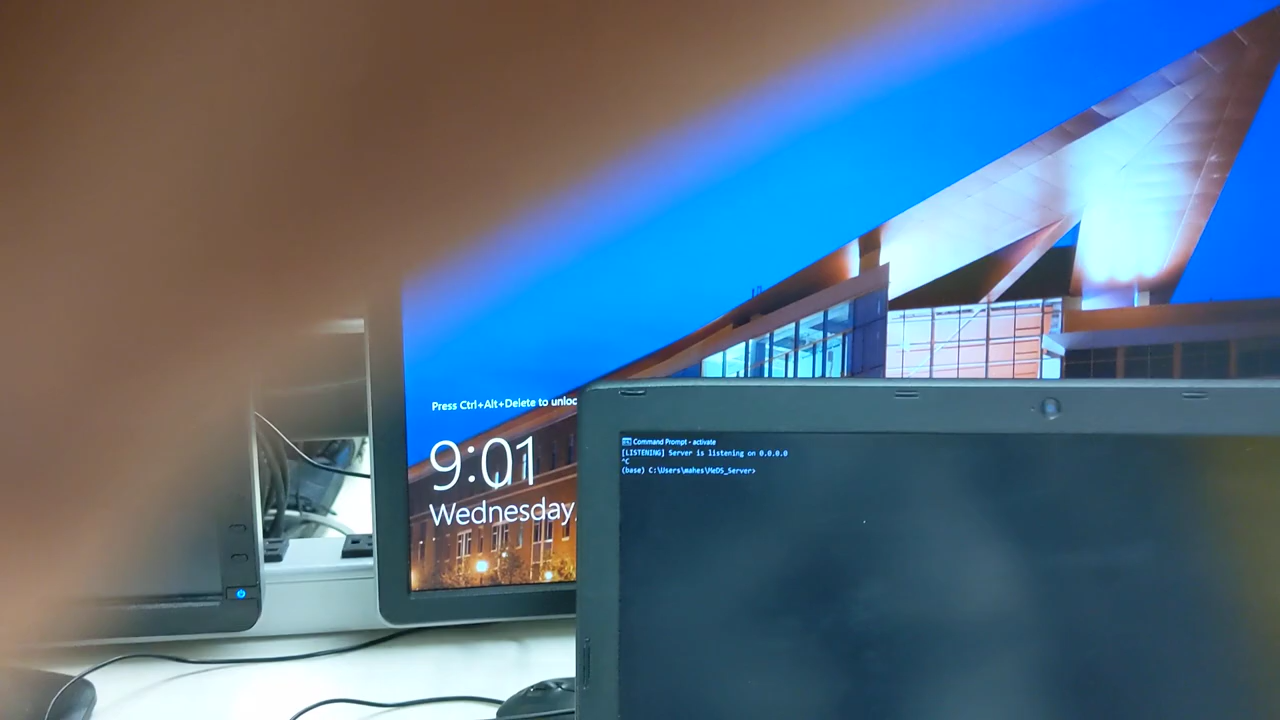 Press Ctrl+Alt+Delete to unloc
9:01
Wednesday,
Command Prompt - activate
[LISTENING] Server is listening on 0.0.0.0
^C
(base) C:\Users\mahes\MeDS_Server>